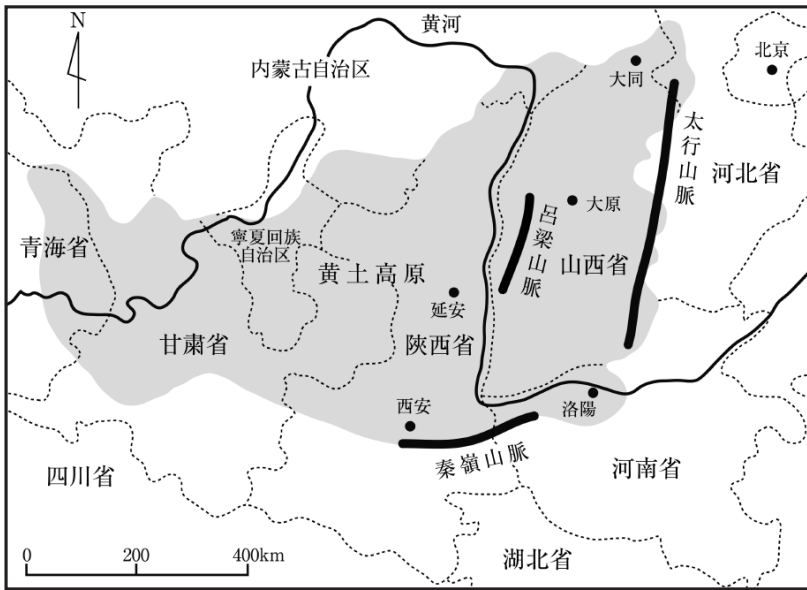 N
黄河
北京
内蒙古自治区
大同
太行山脈
河北省
大原
呂梁山脈
青海省
寧夏回族
自治区
黄土高原
山西省
延安
甘粛省
陝西省
西安
洛陽
秦嶺山脈
河南省
四川省
湖北省
0 200 400km